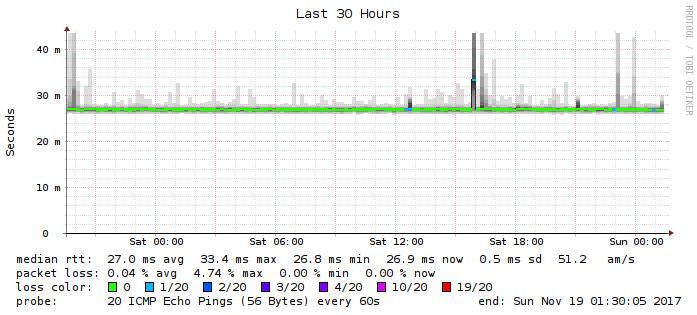 Last 30 Hours
RRDTOOL / TOBI OETIKER
Seconds
40 m
30 m
20 m
10 m
0
Sat 00:00 Sat 06:00 Sat 12:00 Sat 18:00 Sun 00:00
median rtt: 27.0 ms avg 33.4 ms max 26.8 ms min 26.9 ms now 0.5 ms sd 51.2 am/s
packet loss: 0.04 % avg 4.74 % max 0.00 % min 0.00 % now
loss color: 0 1/20 2/20 3/20 4/20 10/20 19/20
probe: 20 ICMP Echo Pings (56 Bytes) every 60s end: Sun Nov 19 01:30:05 2017